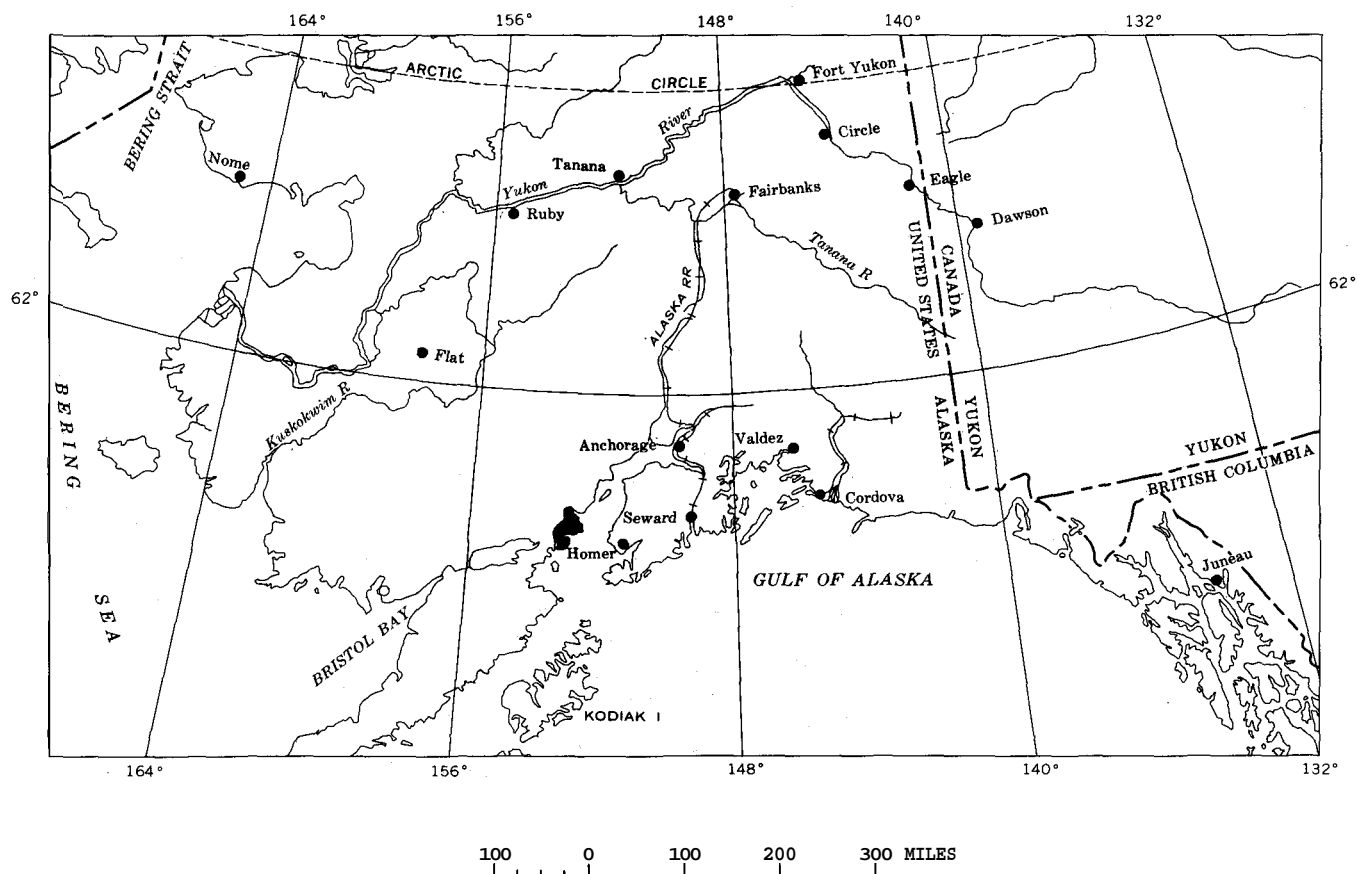 164°
156°
148°
140°
132°
ARCTIC
CIRCLE
BERING STRAIT
Fort Yukon
River
Circle
Nome
Tanana
Yukon
Ruby
Fairbanks
Eagle
Dawson
Tanana R
UNITED STATES
CANADA
62°
62°
ALASKA RR
Flat
Kuskokwim R
BERING
SEA
ALASKA
YUKON
Anchorage
Valdez
YUKON
BRITISH COLUMBIA
Cordova
Seward
Homer
GULF OF ALASKA
Juneau
BRISTOL BAY
KODIAK I
164°
156°
148°
140°
132°
100 0 100 200 300 MILES